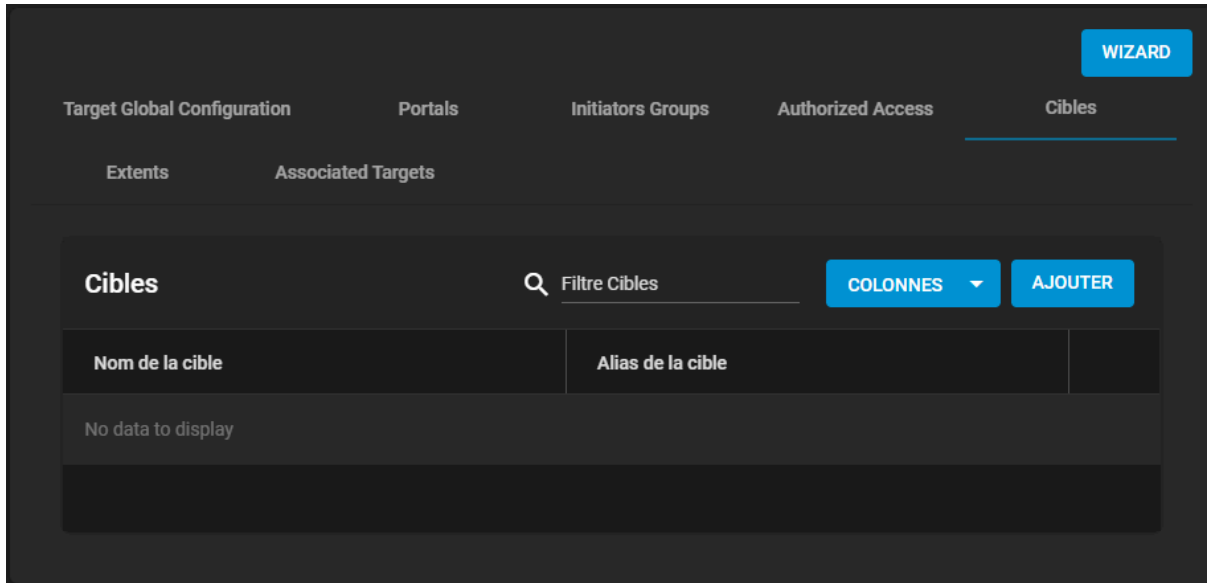 WIZARD
Target Global Configuration Portals Initiators Groups Authorized Access Cibles
Extents Associated Targets
Cibles Filtre Cibles COLONNES AJOUTER
Nom de la cible Alias de la cible
No data to display